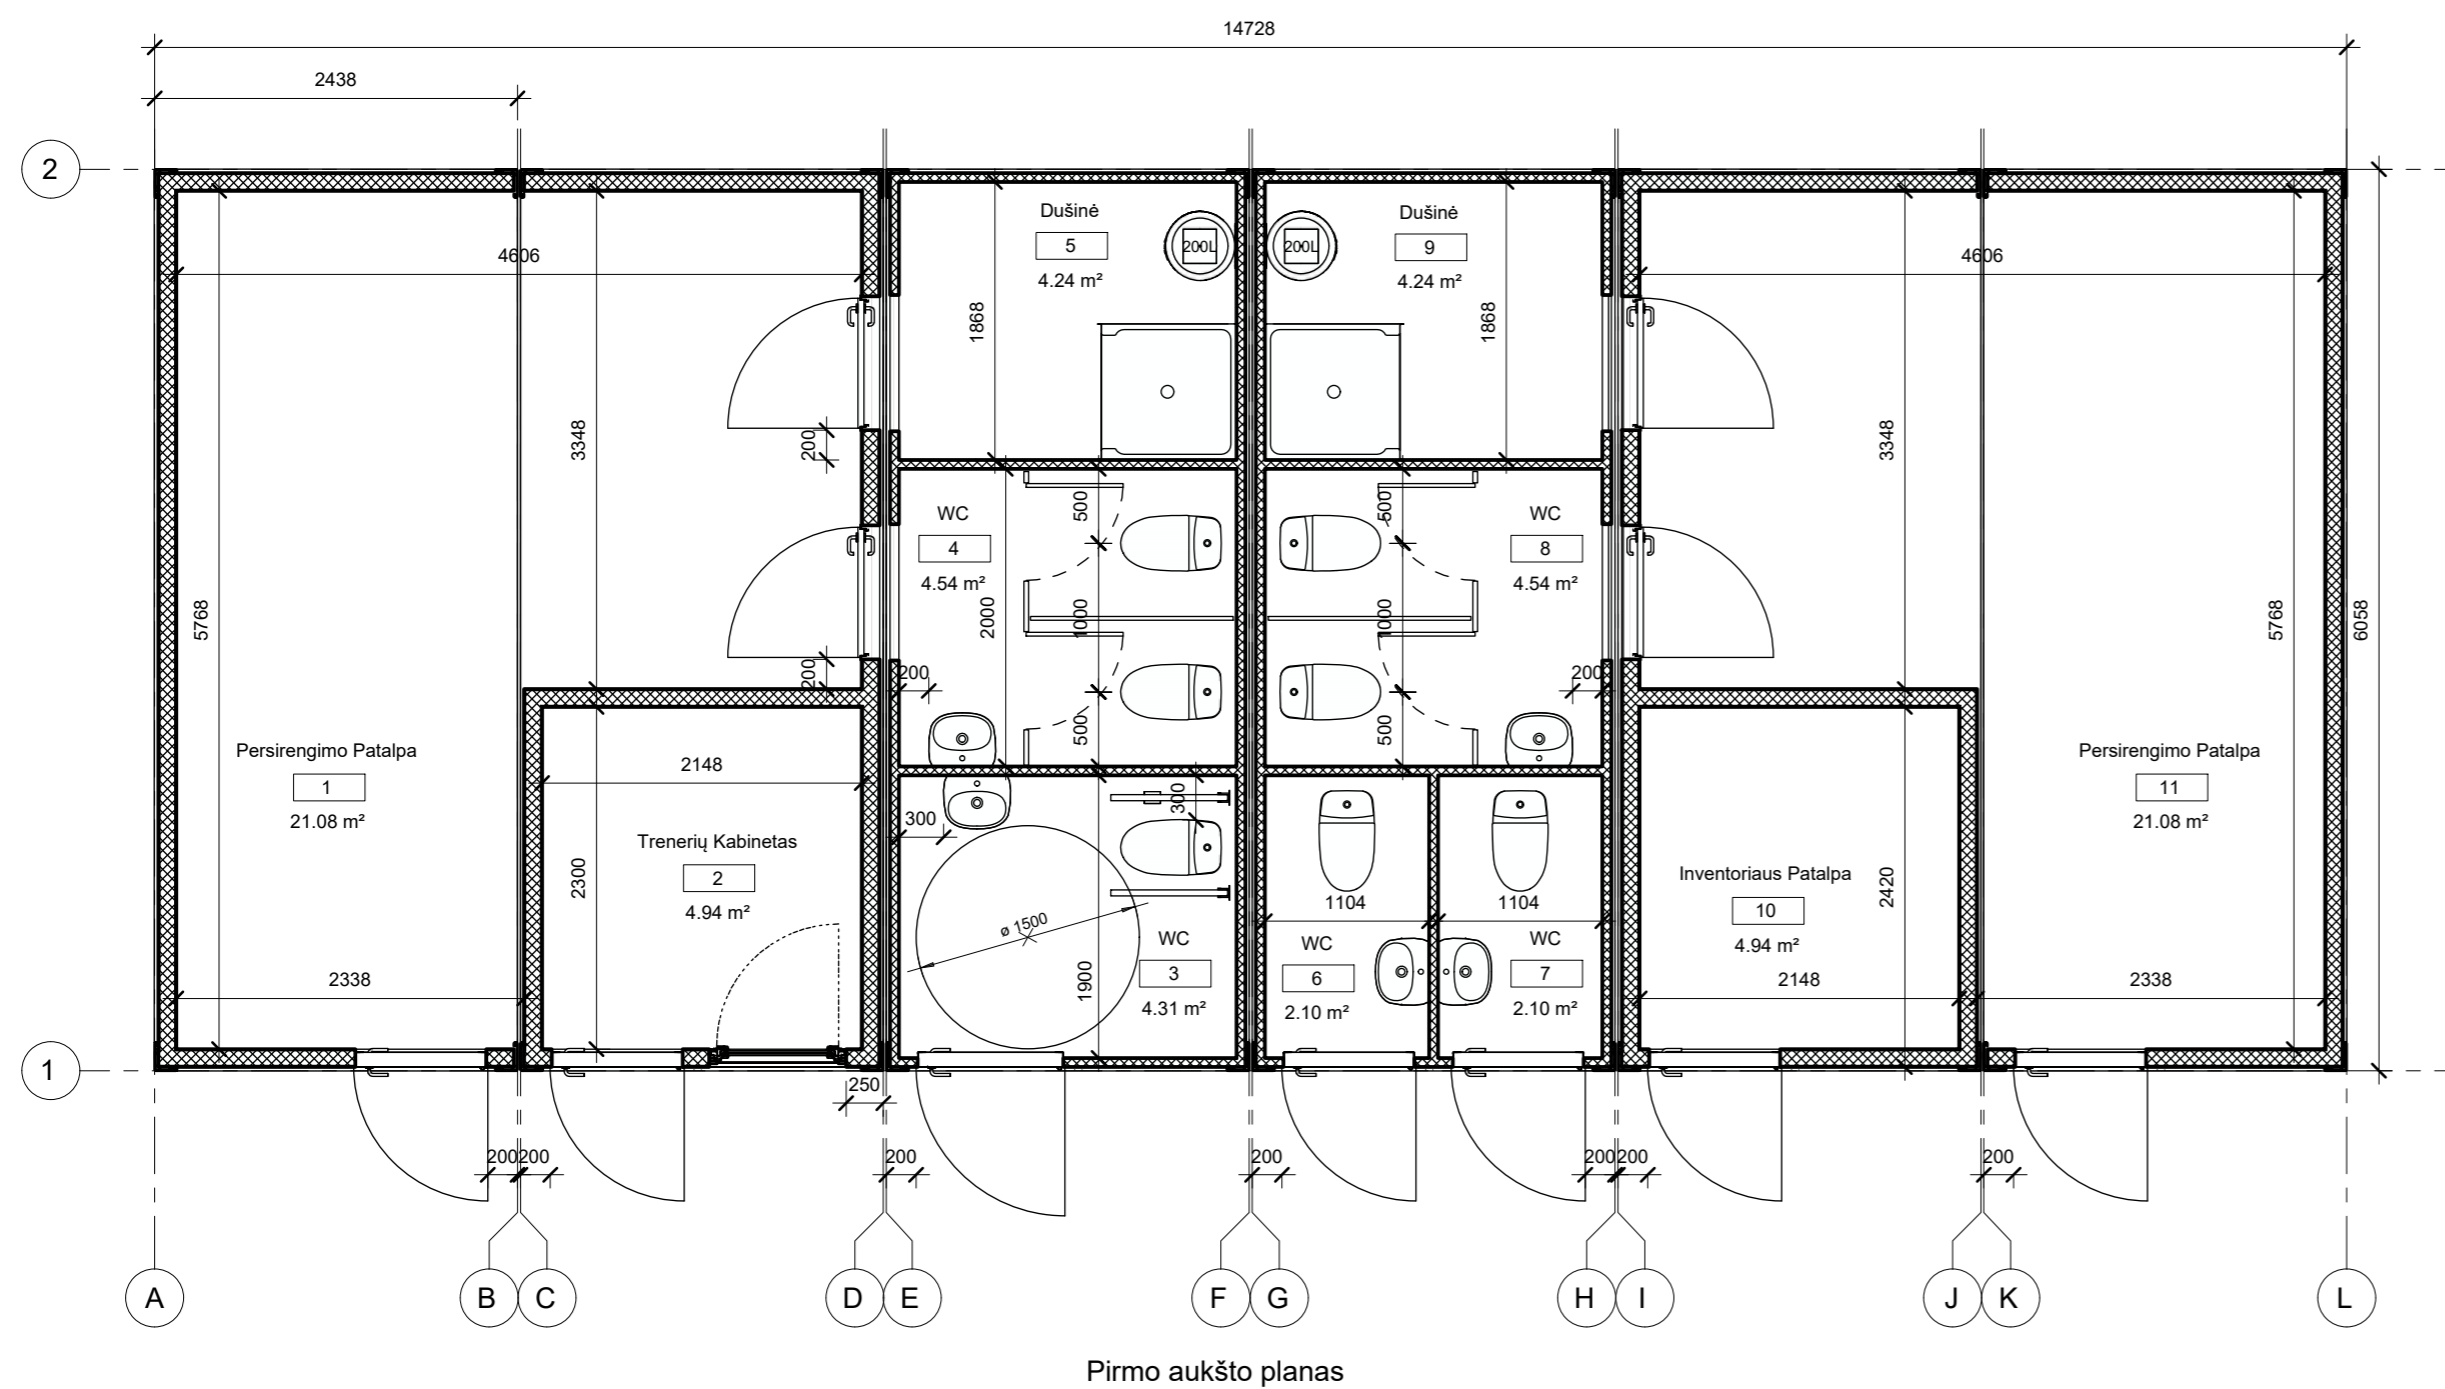 14728
2438
2
4606
Dušinė
5
4.24 m²
200L
200L
Dušinė
9
4.24 m²
4606
1868
1868
3348
200
3348
500
500
WC
4
4.54 m²
WC
8
4.54 m²
5768
2000
1000
1000
5768
6058
200
200
200
500
500
Persirengimo Patalpa
1
21.08 m²
2148
300
300
Persirengimo Patalpa
11
21.08 m²
Trenerių Kabinetas
2
4.94 m²
2300
Inventoriaus Patalpa
10
4.94 m²
2420
ø 1500
1104
1104
WC
3
4.31 m²
1900
WC
6
2.10 m²
WC
7
2.10 m²
2338
2148
2338
1
250
200
200
200
200
200
200
200
A
B
C
D
E
F
G
H
I
J
K
L
Pirmo aukšto planas